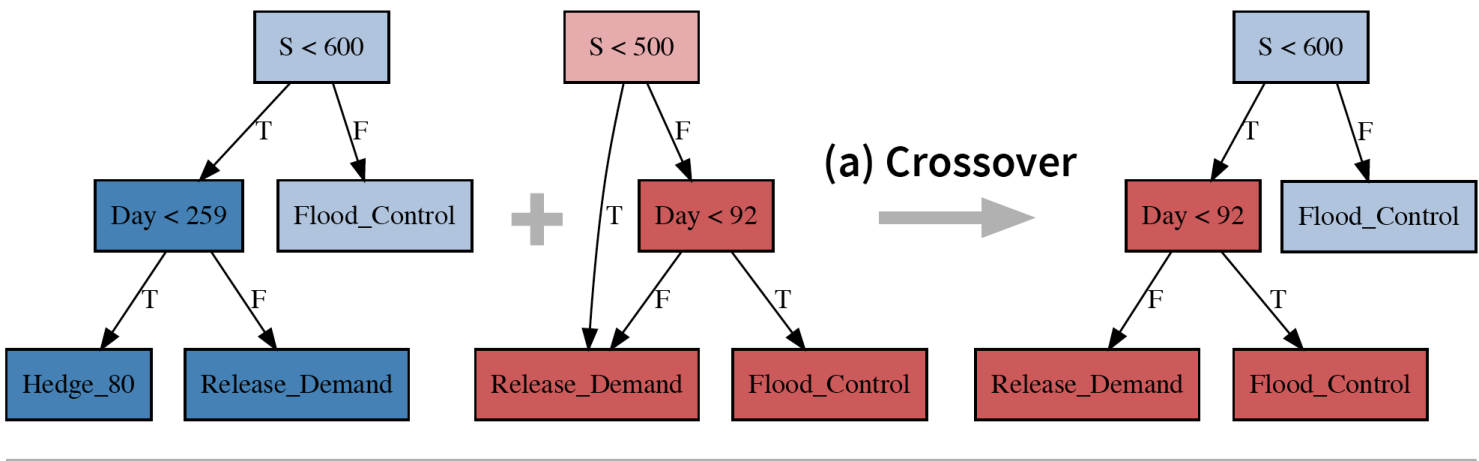 S < 600
T
F
Day < 259
Flood_Control
T
F
Hedge_80
Release_Demand
S < 500
F
T
Day < 92
F
T
Release_Demand
Flood_Control
(a) Crossover
S < 600
T
F
Day < 92
Flood_Control
F
T
Release_Demand
Flood_Control